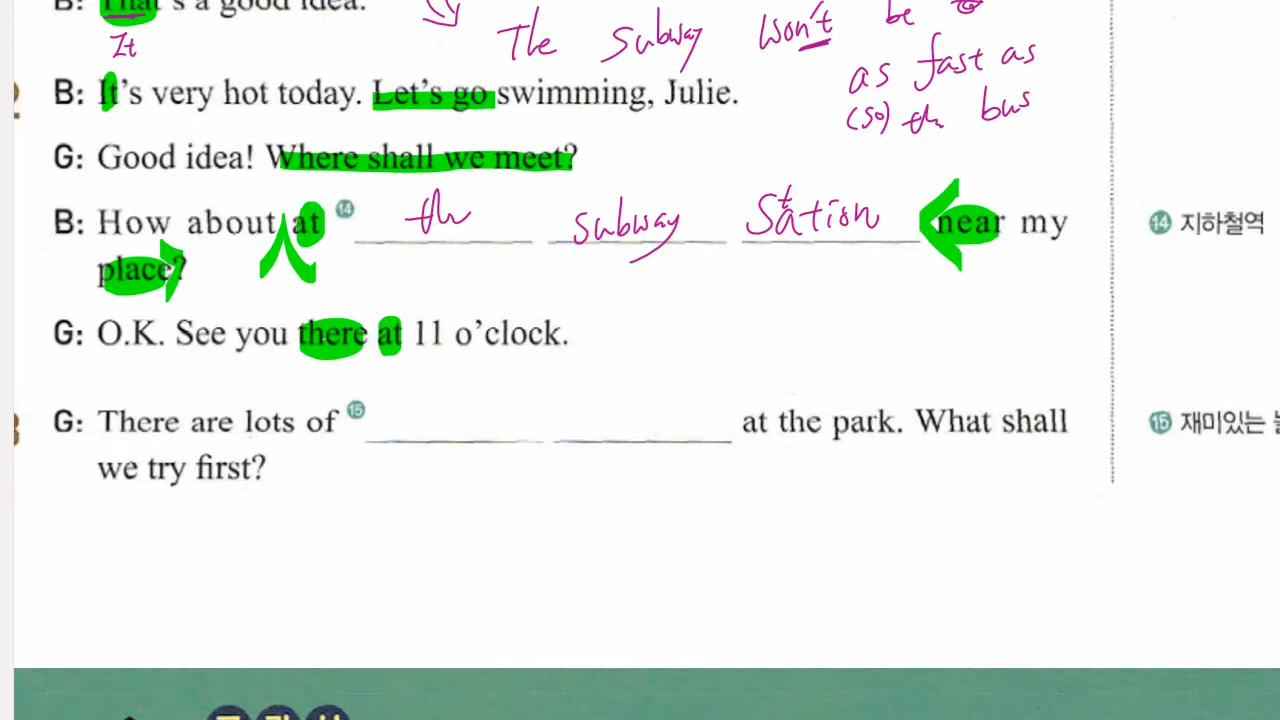 B: That's a good idea.
It
The subway won't be
as fast as
(so) the bus
B: It's very hot today. Let's go swimming, Julie.
G: Good idea! Where shall we meet?
B: How about at ⑭ the subway station near my
place?
⑭ 지하철역
G: O.K. See you there at 11 o'clock.
G: There are lots of ⑮ ____ ____ at the park. What shall
we try first?
⑮ 재미있는